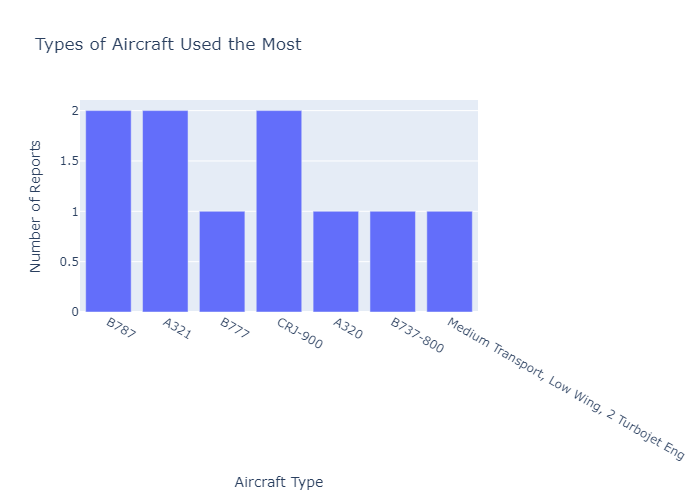 Types of Aircraft Used the Most
Number of Reports
2
1.5
1
0.5
0
B787
A321
B777
CRJ-900
A320
B737-800
Medium Transport, Low Wing, 2 Turbojet Eng
Aircraft Type